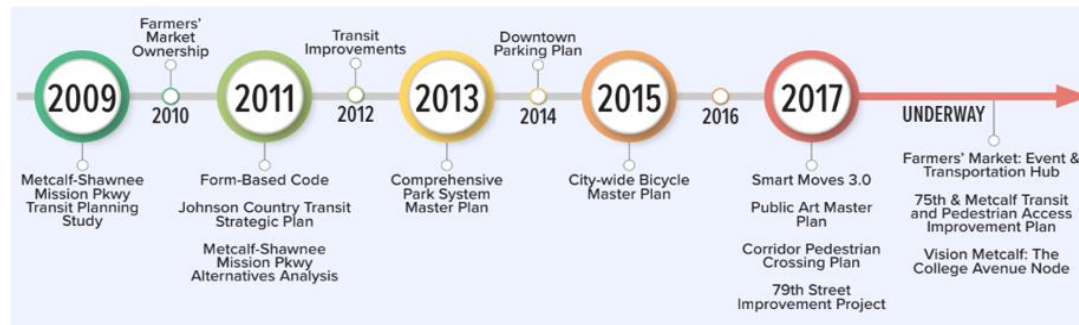 Farmers'
Market
Ownership
Transit
Improvements
Downtown
Parking Plan
2009
2010
2011
2012
2013
2014
2015
2016
2017
UNDERWAY
Metcalf-Shawnee
Mission Pkwy
Transit Planning
Study
Form-Based Code
Johnson Country Transit
Strategic Plan
Metcalf-Shawnee
Mission Pkwy
Alternatives Analysis
Comprehensive
Park System
Master Plan
City-wide Bicycle
Master Plan
Smart Moves 3.0
Public Art Master
Plan
Corridor Pedestrian
Crossing Plan
79th Street
Improvement Project
Farmers' Market: Event &
Transportation Hub
75th & Metcalf Transit
and Pedestrian Access
Improvement Plan
Vision Metcalf: The
College Avenue Node